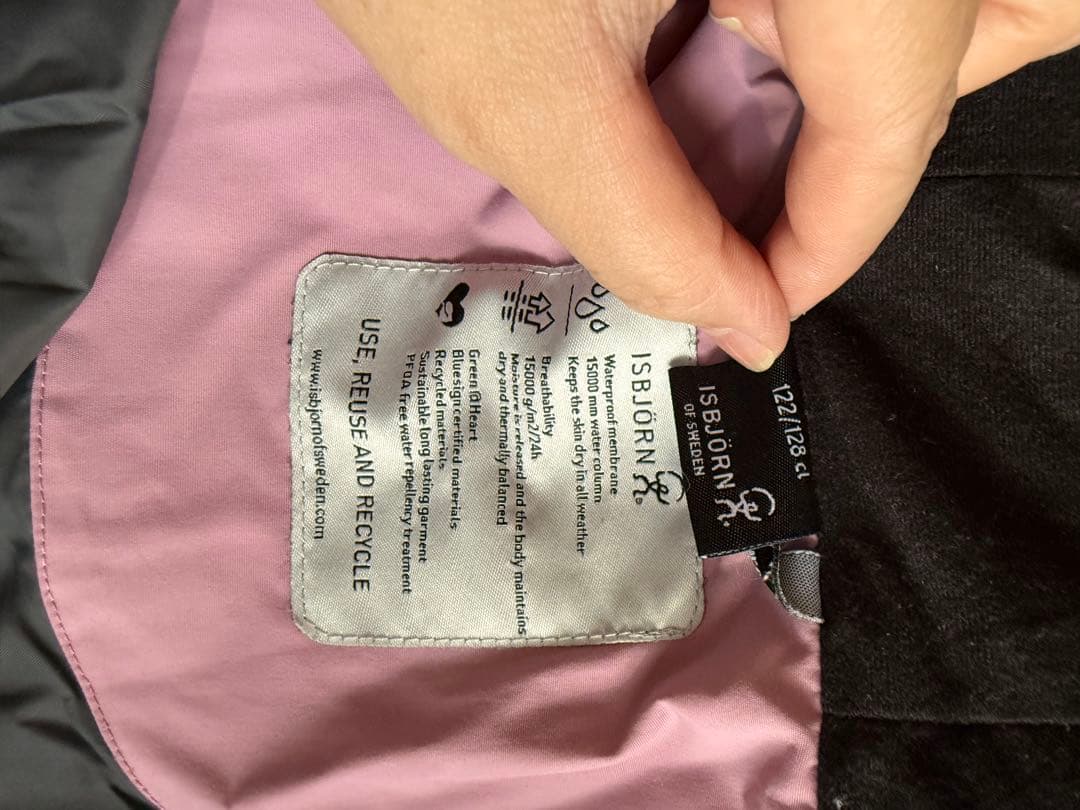 122/128 cl
ISBJÖRN
OF SWEDEN
ISBJÖRN
Waterproof membrane
15000 mm water column
Keeps the skin dry in all weather
Breathability
15000 g/m2/24h
Moisture is released and the body maintains
dry and thermally balanced
Green @ Heart
Bluesign certified materials
Recycled materials
Sustainable long lasting garment
PFOA free water repellency treatment
USE, REUSE AND RECYCLE
www.isbjornofsweden.com